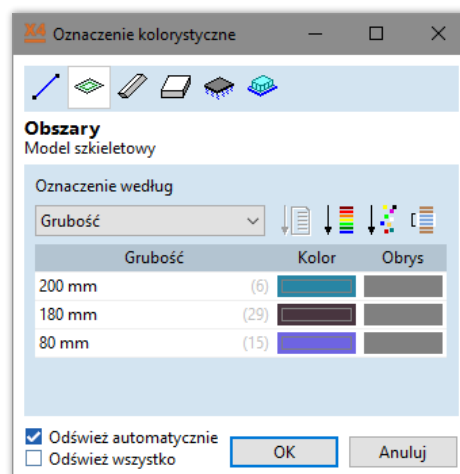 X4 Oznaczenie kolorystyczne
Obszary
Model szkieletowy
Oznaczenie według
Grubość
Grubość Kolor Obrys
200 mm (6)
180 mm (29)
80 mm (15)
Odśwież automatycznie
Odśwież wszystko
OK Anuluj